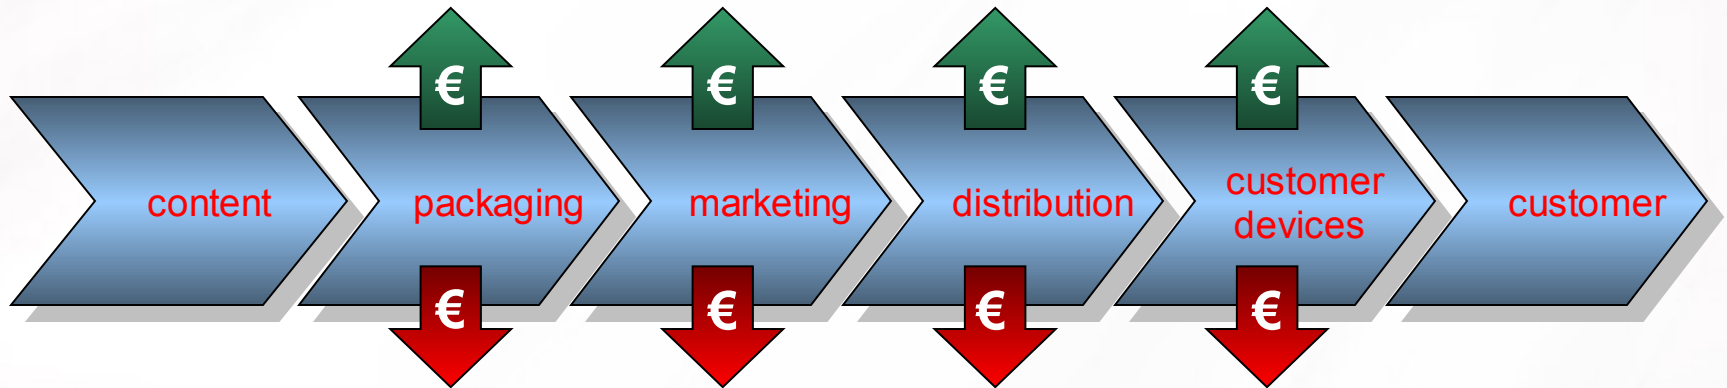 € € € €
content packaging marketing distribution customer devices customer
€ € € €